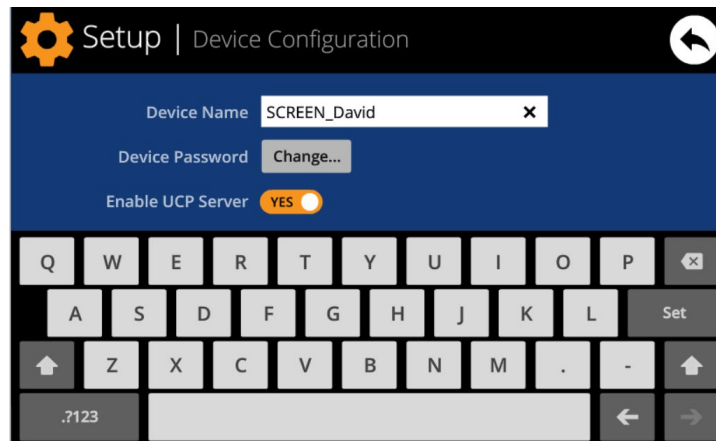 Setup | Device Configuration
Device Name SCREEN_David
Device Password Change...
Enable UCP Server YES
Q W E R T Y U I O P
A S D F G H J K L Set
Z X C V B N M . -
.?123